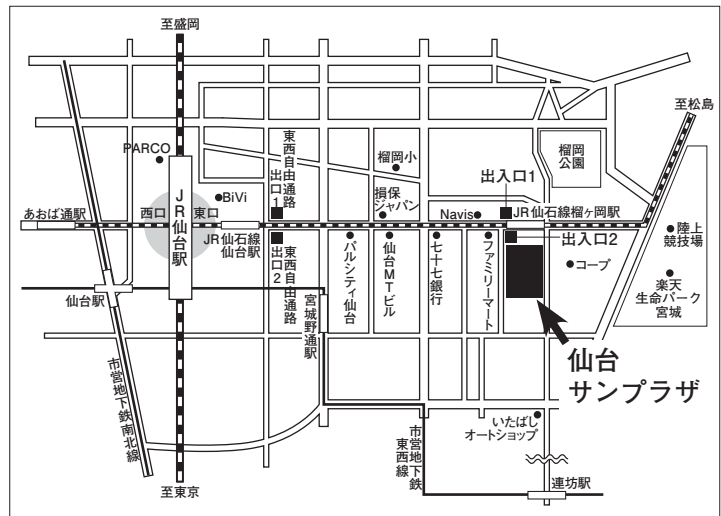 至盛岡
至松島
PARCO
東西自由通路
出口1
榴岡小
榴岡
公園
出入口1
損保
ジャパン
BiVi
Navis
JR仙石線榴ヶ岡駅
あおば通駅
西口
JR仙台駅
東口
JR仙石線
仙台駅
出入口2
陸上
競技場
出口2
東西自由通路
パルシティ仙台
仙台MTビル
七十七銀行
ファミリーマート
コープ
楽天
生命パーク
宮城
仙台駅
宮城野通駅
仙台
サンプラザ
市営地下鉄南北線
市営地下鉄
東西線
いたばし
オートショップ
至東京
連坊駅